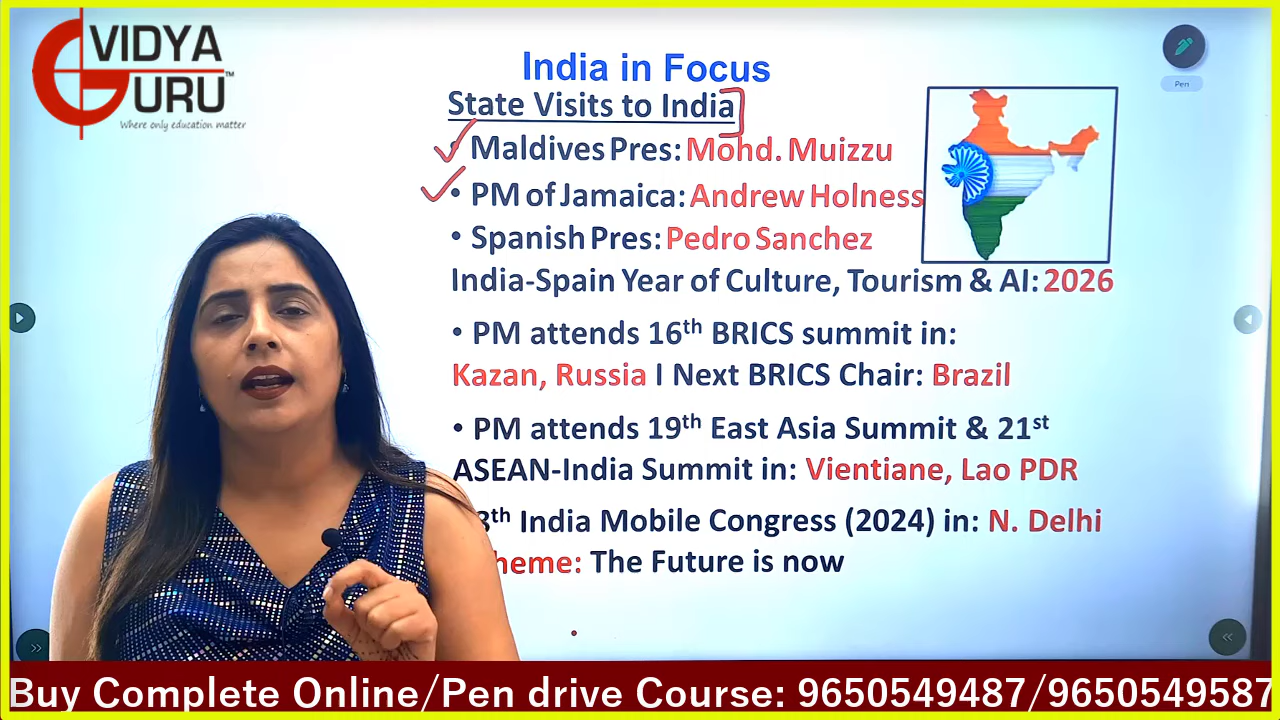 VIDYA
GURU™
Where only education matter
India in Focus
Pen
State Visits to India
• Maldives Pres: Mohd. Muizzu
• PM of Jamaica: Andrew Holness
• Spanish Pres: Pedro Sanchez
India-Spain Year of Culture, Tourism & AI: 2026
• PM attends 16th BRICS summit in:
Kazan, Russia I Next BRICS Chair: Brazil
• PM attends 19th East Asia Summit & 21st
ASEAN-India Summit in: Vientiane, Lao PDR
8th India Mobile Congress (2024) in: N. Delhi
heme: The Future is now
Buy Complete Online/Pen drive Course: 9650549487/9650549587